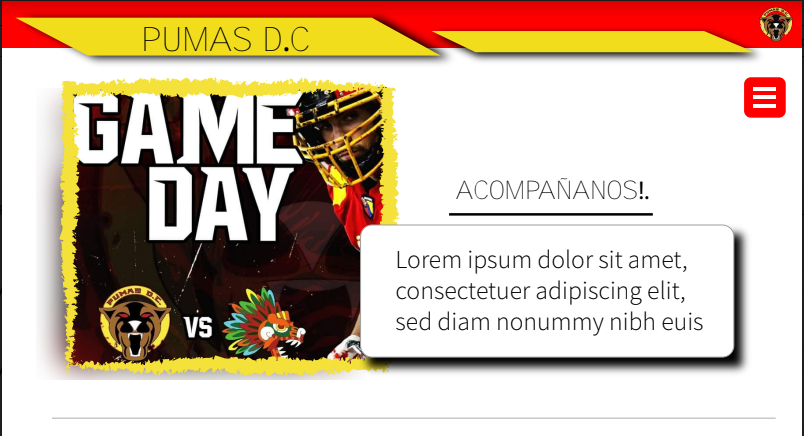 PUMAS D.C
PUMAS D.C.
GAME
DAY
ACOMPAÑANOS!.
Lorem ipsum dolor sit amet,
consectetuer adipiscing elit,
sed diam nonummy nibh euis
PUMAS D.C.
VS